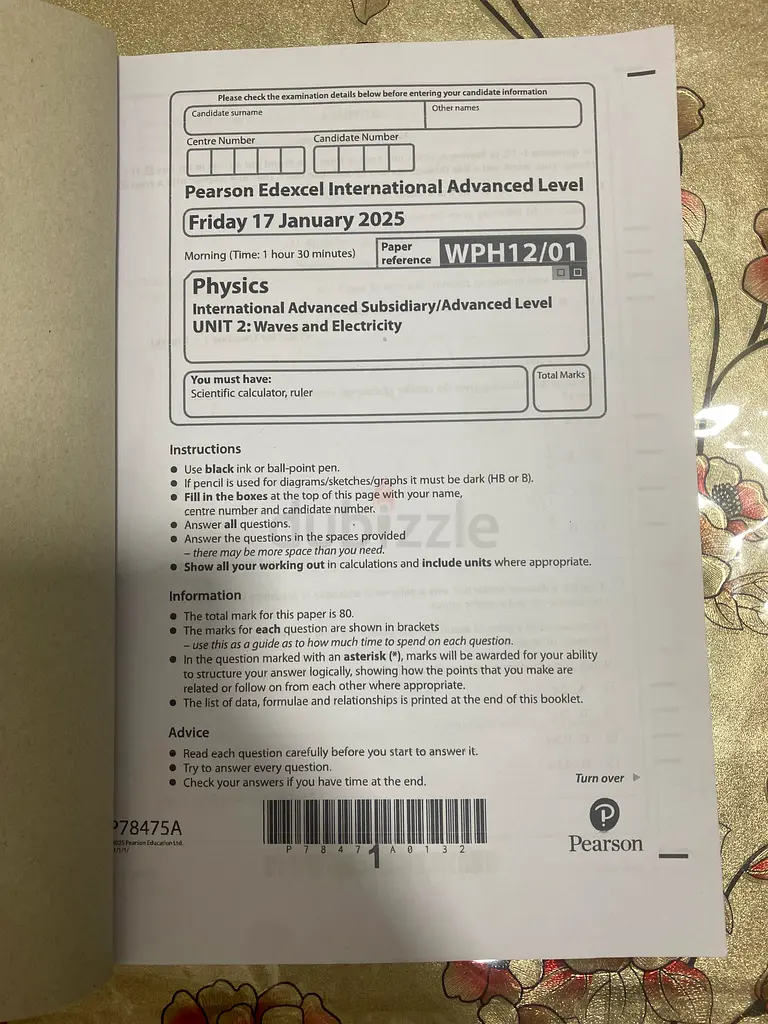 Please check the examination details below before entering your candidate information
Candidate surname
Other names
Centre Number
Candidate Number
Pearson Edexcel International Advanced Level
Friday 17 January 2025
Morning (Time: 1 hour 30 minutes)
Paper reference
WPH12/01
Physics
International Advanced Subsidiary/Advanced Level
UNIT 2: Waves and Electricity
You must have:
Scientific calculator, ruler
Total Marks
Instructions
● Use black ink or ball-point pen.
● If pencil is used for diagrams/sketches/graphs it must be dark (HB or B).
● Fill in the boxes at the top of this page with your name,
centre number and candidate number.
● Answer all questions.
● Answer the questions in the spaces provided
– there may be more space than you need.
● Show all your working out in calculations and include units where appropriate.
dubizzle
Information
● The total mark for this paper is 80.
● The marks for each question are shown in brackets
– use this as a guide as to how much time to spend on each question.
● In the question marked with an asterisk (*), marks will be awarded for your ability
to structure your answer logically, showing how the points that you make are
related or follow on from each other where appropriate.
● The list of data, formulae and relationships is printed at the end of this booklet.
Advice
● Read each question carefully before you start to answer it.
● Try to answer every question.
● Check your answers if you have time at the end.
Turn over
P78475A
2025 Pearson Education Ltd.
P 7 8 4 7 1 A 0 1 3 2
Pearson